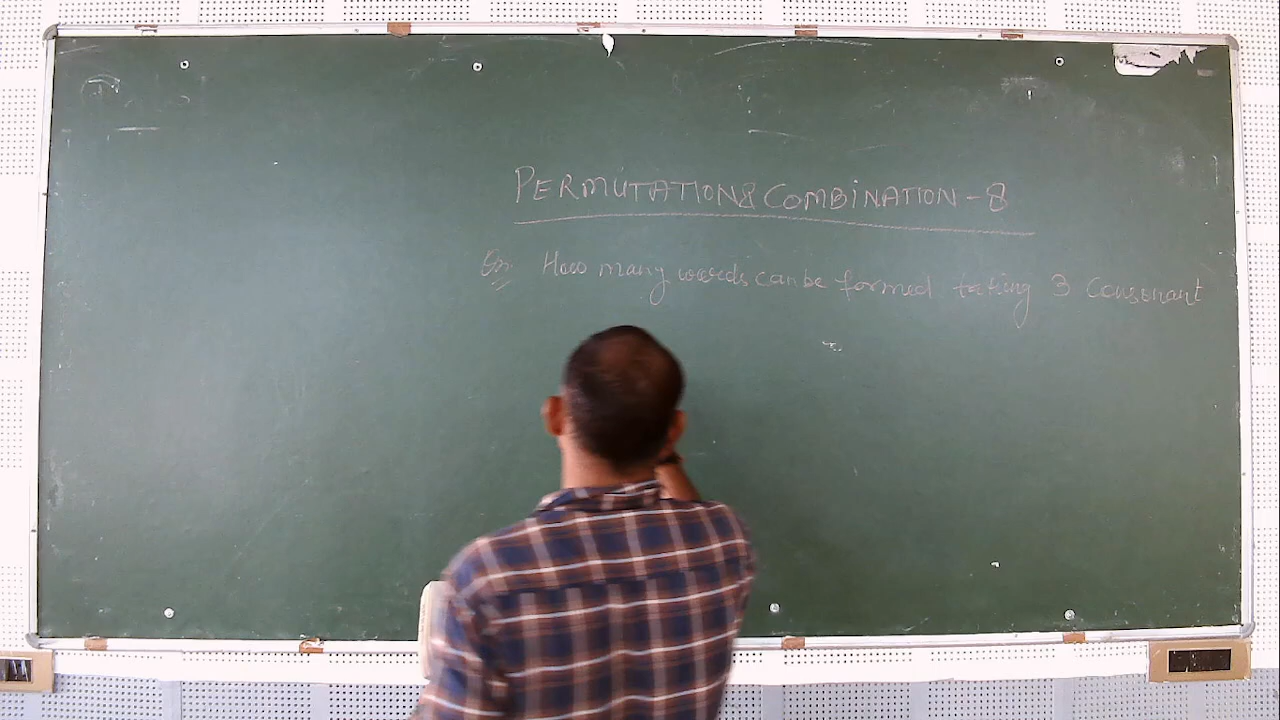 PERMUTATION & COMBINATION - 8
Qn. How many words can be formed taking 3 Consonant